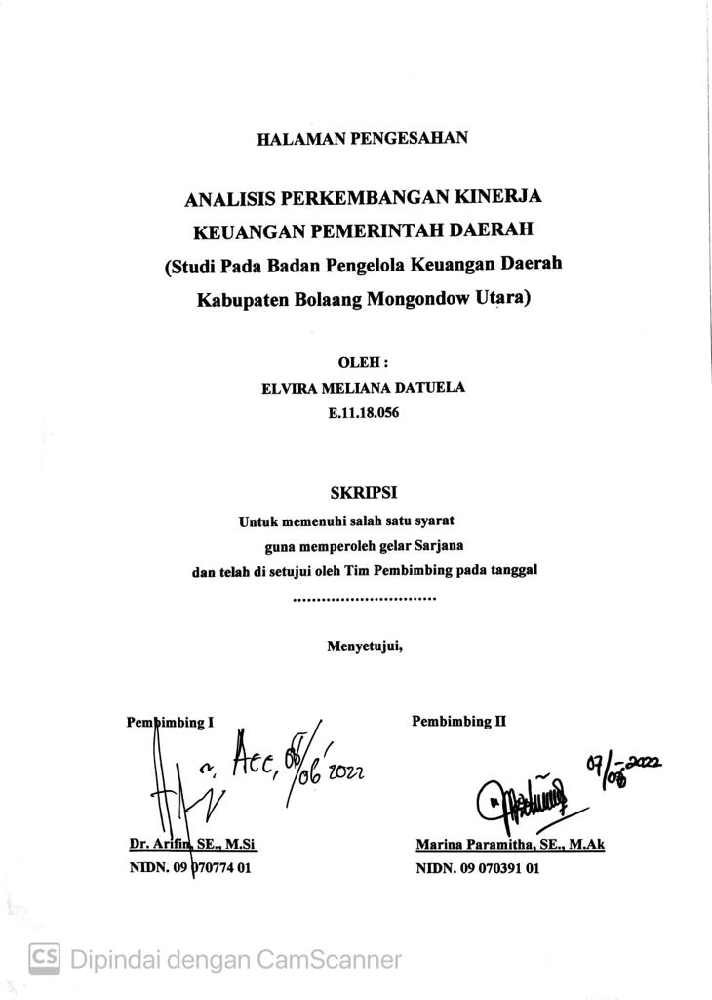 HALAMAN PENGESAHAN
ANALISIS PERKEMBANGAN KINERJA
KEUANGAN PEMERINTAH DAERAH
(Studi Pada Badan Pengelola Keuangan Daerah
Kabupaten Bolaang Mongondow Utara)
OLEH :
ELVIRA MELIANA DATUELA
E.11.18.056
SKRIPSI
Untuk memenuhi salah satu syarat
guna memperoleh gelar Sarjana
dan telah di setujui oleh Tim Pembimbing pada tanggal
...............................
Menyetujui,
Pembimbing I
Acc, 06/06 2022
Dr. Arifin, SE., M.Si
NIDN. 09 070774 01
Pembimbing II
07/06-2022
Marina Paramitha, SE., M.Ak
NIDN. 09 070391 01
CS Dipindai dengan CamScanner